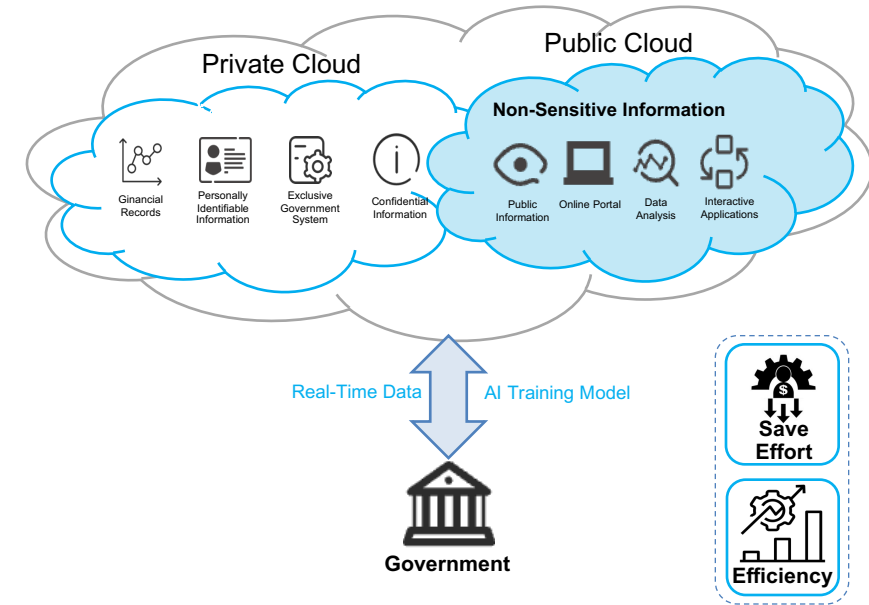 Private Cloud
Public Cloud
Non-Sensitive Information
Ginancial
Records
Personally
Identifiable
Information
Exclusive
Government
System
Confidential
Information
Public
Information
Online Portal
Data
Analysis
Interactive
Applications
Real-Time Data
AI Training Model
Government
$
Save
Effort
Efficiency